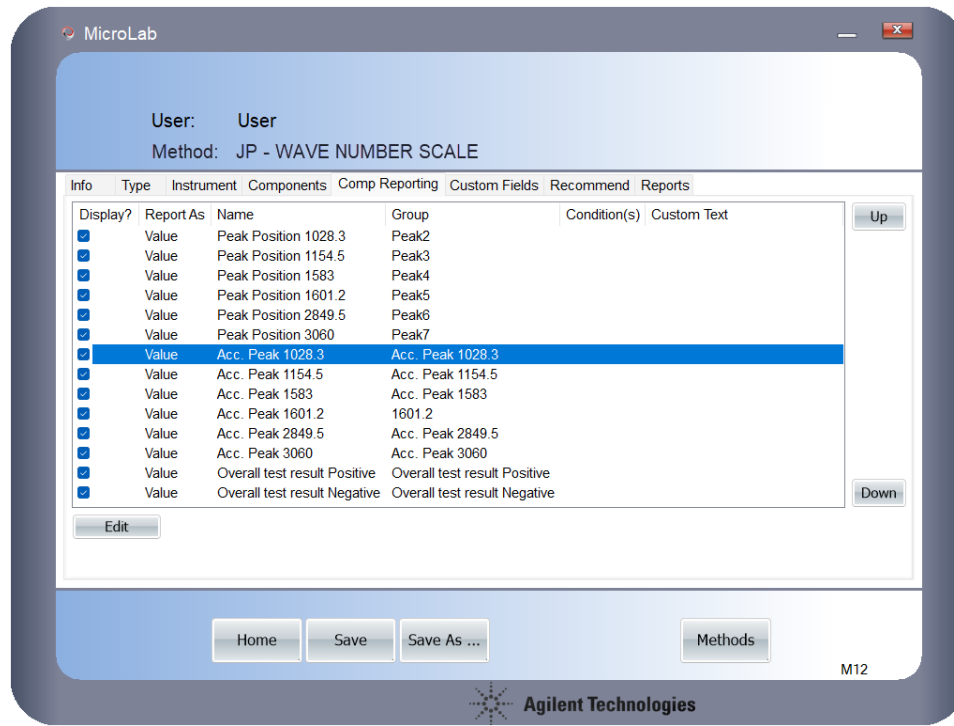 MicroLab
User: User
Method: JP - WAVE NUMBER SCALE
Info Type Instrument Components Comp Reporting Custom Fields Recommend Reports
Display? Report As Name Group Condition(s) Custom Text
Value Peak Position 1028.3 Peak2
Value Peak Position 1154.5 Peak3
Value Peak Position 1583 Peak4
Value Peak Position 1601.2 Peak5
Value Peak Position 2849.5 Peak6
Value Peak Position 3060 Peak7
Value Acc. Peak 1028.3 Acc. Peak 1028.3
Value Acc. Peak 1154.5 Acc. Peak 1154.5
Value Acc. Peak 1583 Acc. Peak 1583
Value Acc. Peak 1601.2 1601.2
Value Acc. Peak 2849.5 Acc. Peak 2849.5
Value Acc. Peak 3060 Acc. Peak 3060
Value Overall test result Positive Overall test result Positive
Value Overall test result Negative Overall test result Negative
Up
Down
Edit
Home Save Save As ... Methods
M12
Agilent Technologies